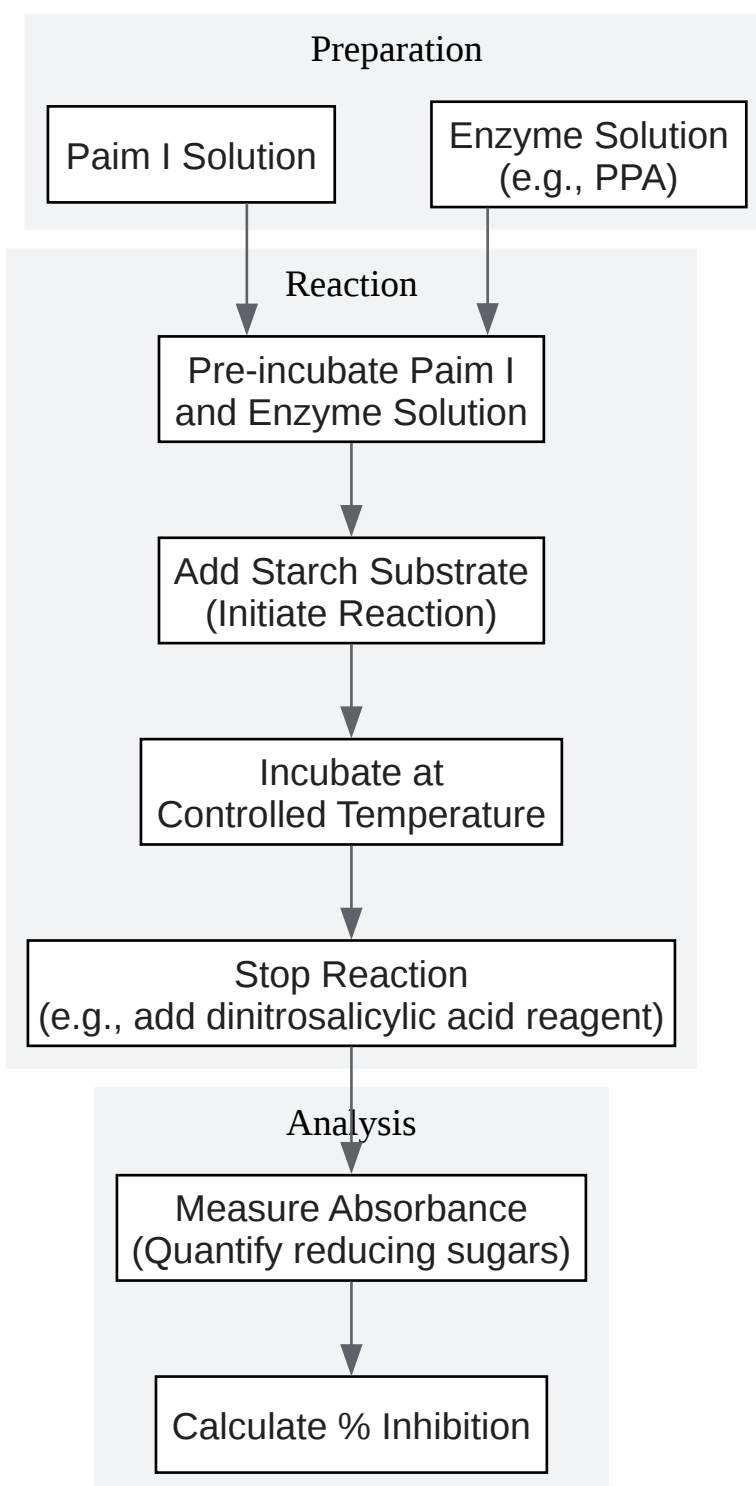 Preparation
Paim I Solution
Enzyme Solution
(e.g., PPA)
Reaction
Pre-incubate Paim I
and Enzyme Solution
Add Starch Substrate
(Initiate Reaction)
Incubate at
Controlled Temperature
Stop Reaction
(e.g., add dinitrosalicylic acid reagent)
Analysis
Measure Absorbance
(Quantify reducing sugars)
Calculate % Inhibition